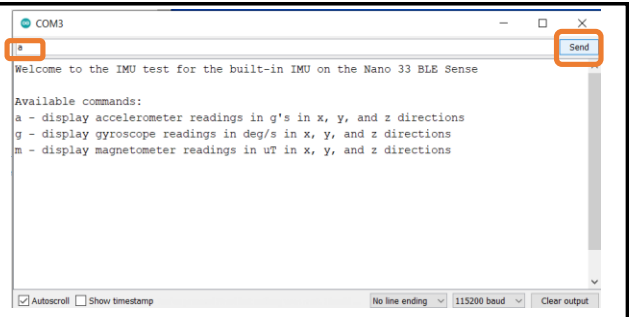 COM3
a
Send
Welcome to the IMU test for the built-in IMU on the Nano 33 BLE Sense
Available commands:
a - display accelerometer readings in g's in x, y, and z directions
g - display gyroscope readings in deg/s in x, y, and z directions
m - display magnetometer readings in uT in x, y, and z directions
Autoscroll Show timestamp No line ending 115200 baud Clear output